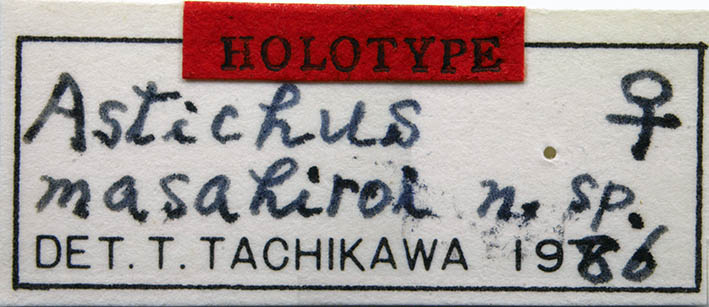 HOLOTYPE
Astichus ♀
masahiroi n. sp.
DET. T. TACHIKAWA 1986